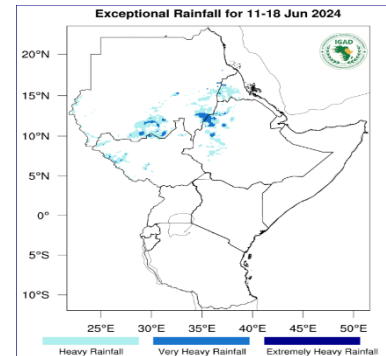 Exceptional Rainfall for 11-18 Jun 2024
IGAD
20°N
15°N
10°N
5°N
0°
5°S
10°S
25°E 30°E 35°E 40°E 45°E 50°E
Heavy Rainfall Very Heavy Rainfall Extremely Heavy Rainfall